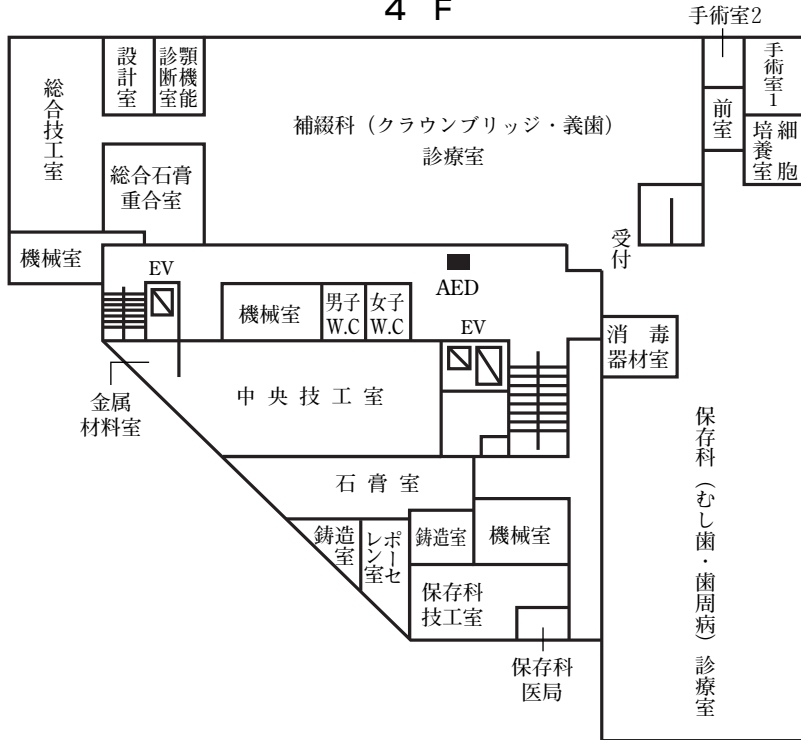 4 F
手術室2
総合技工室
設計室
顎機能
診断室
補綴科（クラウンブリッジ・義歯）
診療室
前室
手術室1
細胞
培養室
総合石膏
重合室
受付
機械室
EV
AED
機械室
男子
W.C
女子
W.C
EV
消毒
器材室
金属
材料室
中央技工室
保存科（むし歯・歯周病）診療室
石膏室
鋳造
室
ポーセ
レン室
鋳造室
機械室
保存科
技工室
保存科
医局